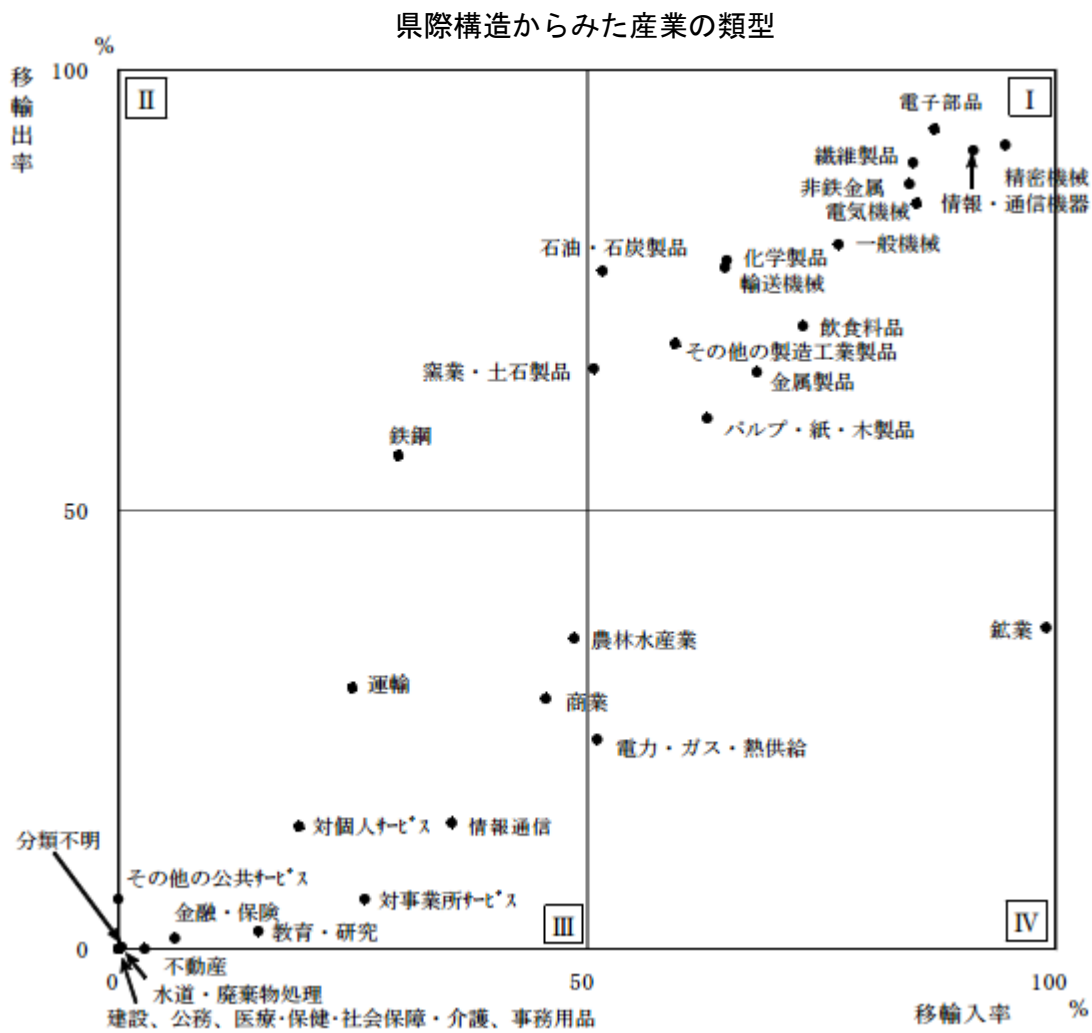 県際構造からみた産業の類型
%
移輸出率
100
II
I
電子部品
繊維製品
精密機械
非鉄金属
情報・通信機器
電気機械
一般機械
石油・石炭製品
化学製品
輸送機械
飲食料品
その他の製造工業製品
窯業・土石製品
金属製品
パルプ・紙・木製品
鉄鋼
50
農林水産業
鉱業
運輸
商業
電力・ガス・熱供給
対個人サービス
情報通信
分類不明
その他の公共サービス
対事業所サービス
金融・保険
教育・研究
III
IV
0
不動産
0
50
100
水道・廃棄物処理
%
建設、公務、医療・保健・社会保障・介護、事務用品
移輸入率